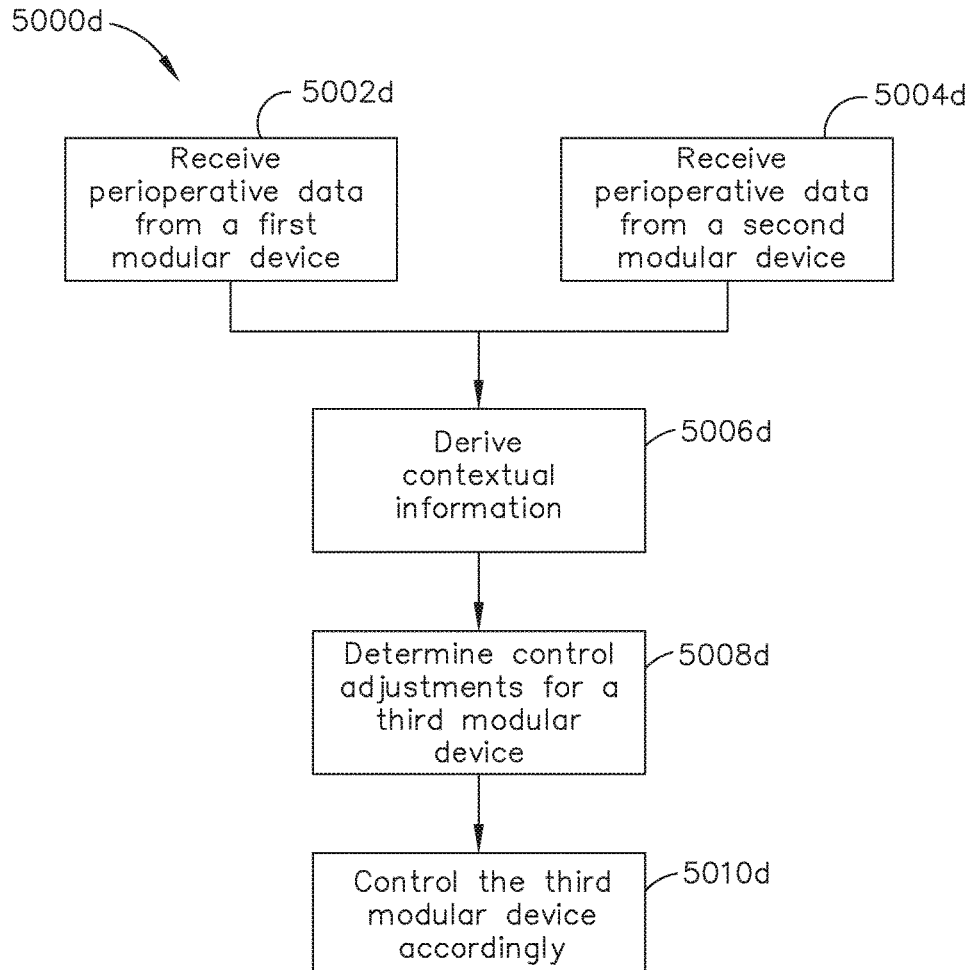 5000d
5002d
5004d
Receive
perioperative data
from a first
modular device
Receive
perioperative data
from a second
modular device
Derive
contextual
information
5006d
Determine control
adjustments for a
third modular
device
5008d
Control the third
modular device
accordingly
5010d